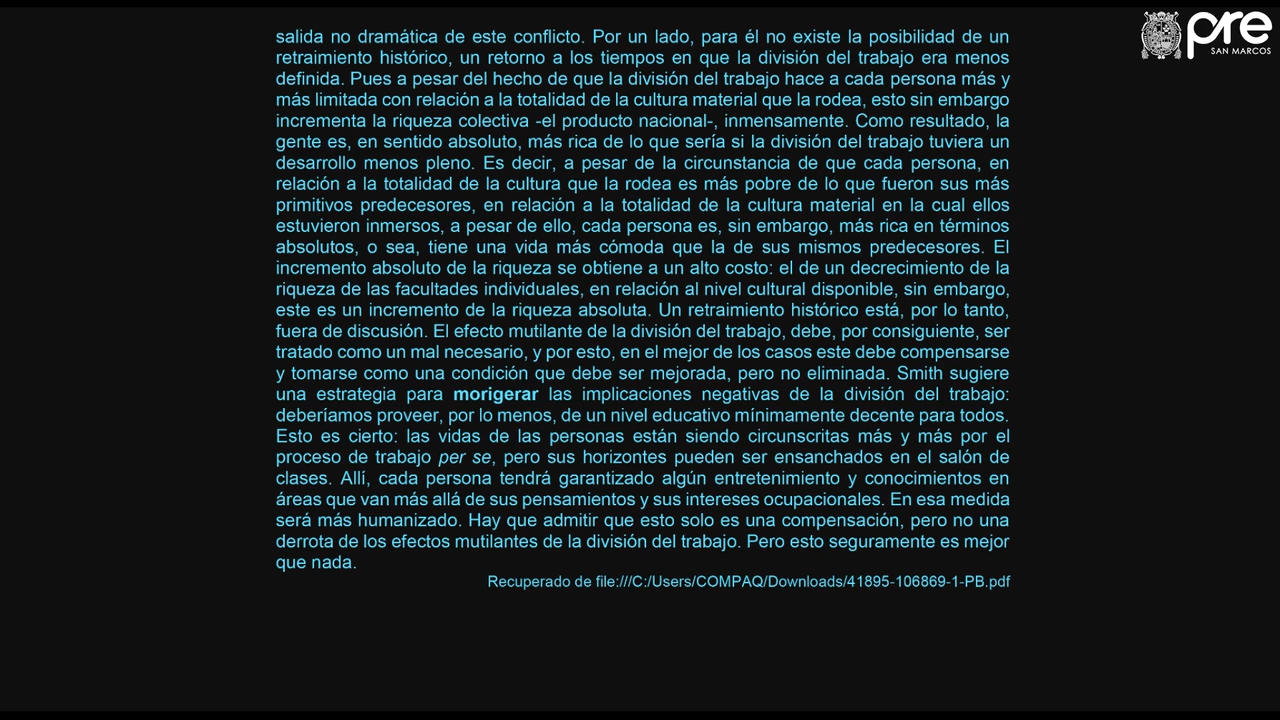 pre
SAN MARCOS
salida no dramática de este conflicto. Por un lado, para él no existe la posibilidad de un
retraimiento histórico, un retorno a los tiempos en que la división del trabajo era menos
definida. Pues a pesar del hecho de que la división del trabajo hace a cada persona más y
más limitada con relación a la totalidad de la cultura material que la rodea, esto sin embargo
incrementa la riqueza colectiva -el producto nacional-, inmensamente. Como resultado, la
gente es, en sentido absoluto, más rica de lo que sería si la división del trabajo tuviera un
desarrollo menos pleno. Es decir, a pesar de la circunstancia de que cada persona, en
relación a la totalidad de la cultura que la rodea es más pobre de lo que fueron sus más
primitivos predecesores, en relación a la totalidad de la cultura material en la cual ellos
estuvieron inmersos, a pesar de ello, cada persona es, sin embargo, más rica en términos
absolutos, o sea, tiene una vida más cómoda que la de sus mismos predecesores. El
incremento absoluto de la riqueza se obtiene a un alto costo: el de un decrecimiento de la
riqueza de las facultades individuales, en relación al nivel cultural disponible, sin embargo,
este es un incremento de la riqueza absoluta. Un retraimiento histórico está, por lo tanto,
fuera de discusión. El efecto mutilante de la división del trabajo, debe, por consiguiente, ser
tratado como un mal necesario, y por esto, en el mejor de los casos este debe compensarse
y tomarse como una condición que debe ser mejorada, pero no eliminada. Smith sugiere
una estrategia para morigerar las implicaciones negativas de la división del trabajo:
deberíamos proveer, por lo menos, de un nivel educativo mínimamente decente para todos.
Esto es cierto: las vidas de las personas están siendo circunscritas más y más por el
proceso de trabajo per se, pero sus horizontes pueden ser ensanchados en el salón de
clases. Allí, cada persona tendrá garantizado algún entretenimiento y conocimientos en
áreas que van más allá de sus pensamientos y sus intereses ocupacionales. En esa medida
será más humanizado. Hay que admitir que esto solo es una compensación, pero no una
derrota de los efectos mutilantes de la división del trabajo. Pero esto seguramente es mejor
que nada.
Recuperado de file:///C:/Users/COMPAQ/Downloads/41895-106869-1-PB.pdf